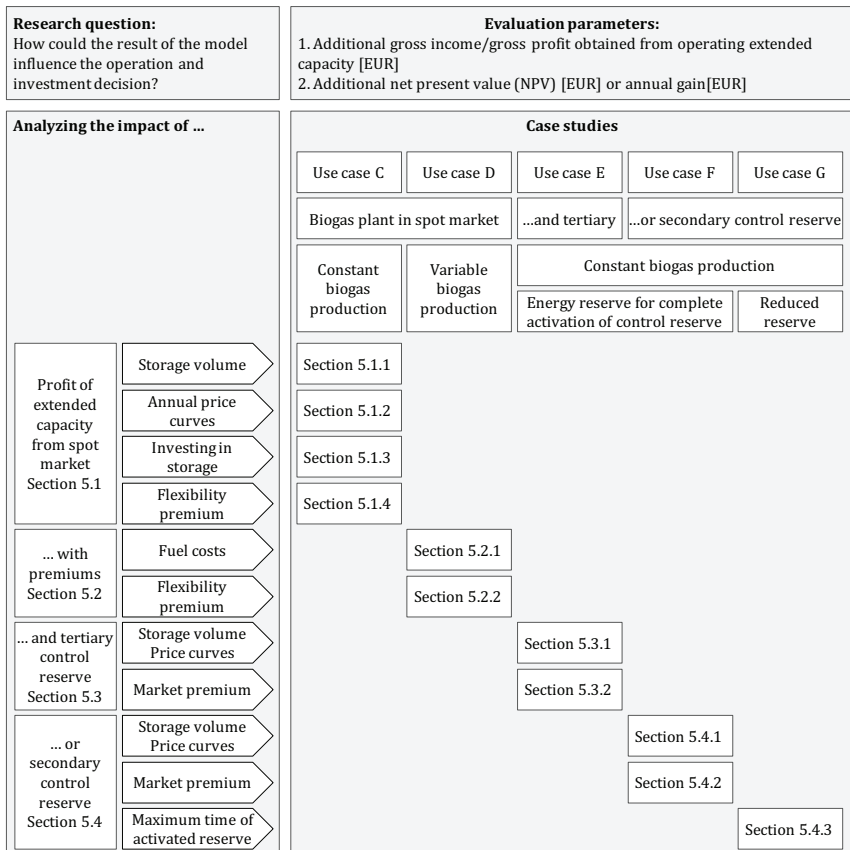 Research question:
How could the result of the model
influence the operation and
investment decision?
Evaluation parameters:
1. Additional gross income/gross profit obtained from operating extended
capacity [EUR]
2. Additional net present value (NPV) [EUR] or annual gain[EUR]
Analyzing the impact of ...
Case studies
Use case C
Use case D
Use case E
Use case F
Use case G
Biogas plant in spot market
...and tertiary
...or secondary control reserve
Constant
biogas
production
Variable
biogas
production
Constant biogas production
Energy reserve for complete
activation of control reserve
Reduced
reserve
Profit of
extended
capacity
from spot
market
Section 5.1
Storage volume
Section 5.1.1
Annual price
curves
Section 5.1.2
Investing in
storage
Section 5.1.3
Flexibility
premium
Section 5.1.4
... with
premiums
Section 5.2
Fuel costs
Section 5.2.1
Flexibility
premium
Section 5.2.2
... and tertiary
control
reserve
Section 5.3
Storage volume
Price curves
Section 5.3.1
Market premium
Section 5.3.2
... or
secondary
control
reserve
Section 5.4
Storage volume
Price curves
Section 5.4.1
Market premium
Section 5.4.2
Maximum time of
activated reserve
Section 5.4.3